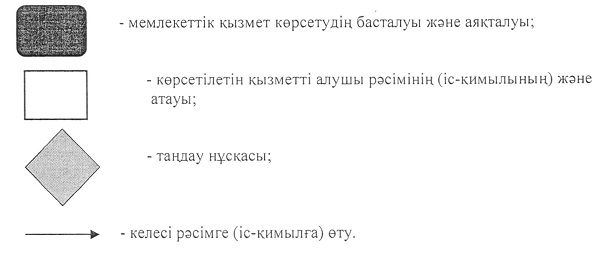 - мемлекеттік қызмет көрсетудің басталуы және аяқталуы;
- көрсетілетін қызметті алушы рәсімінің (іс-қимылының) және
атауы;
- таңдау нұсқасы;
- келесі рәсімге (іс-қимылға) өту.